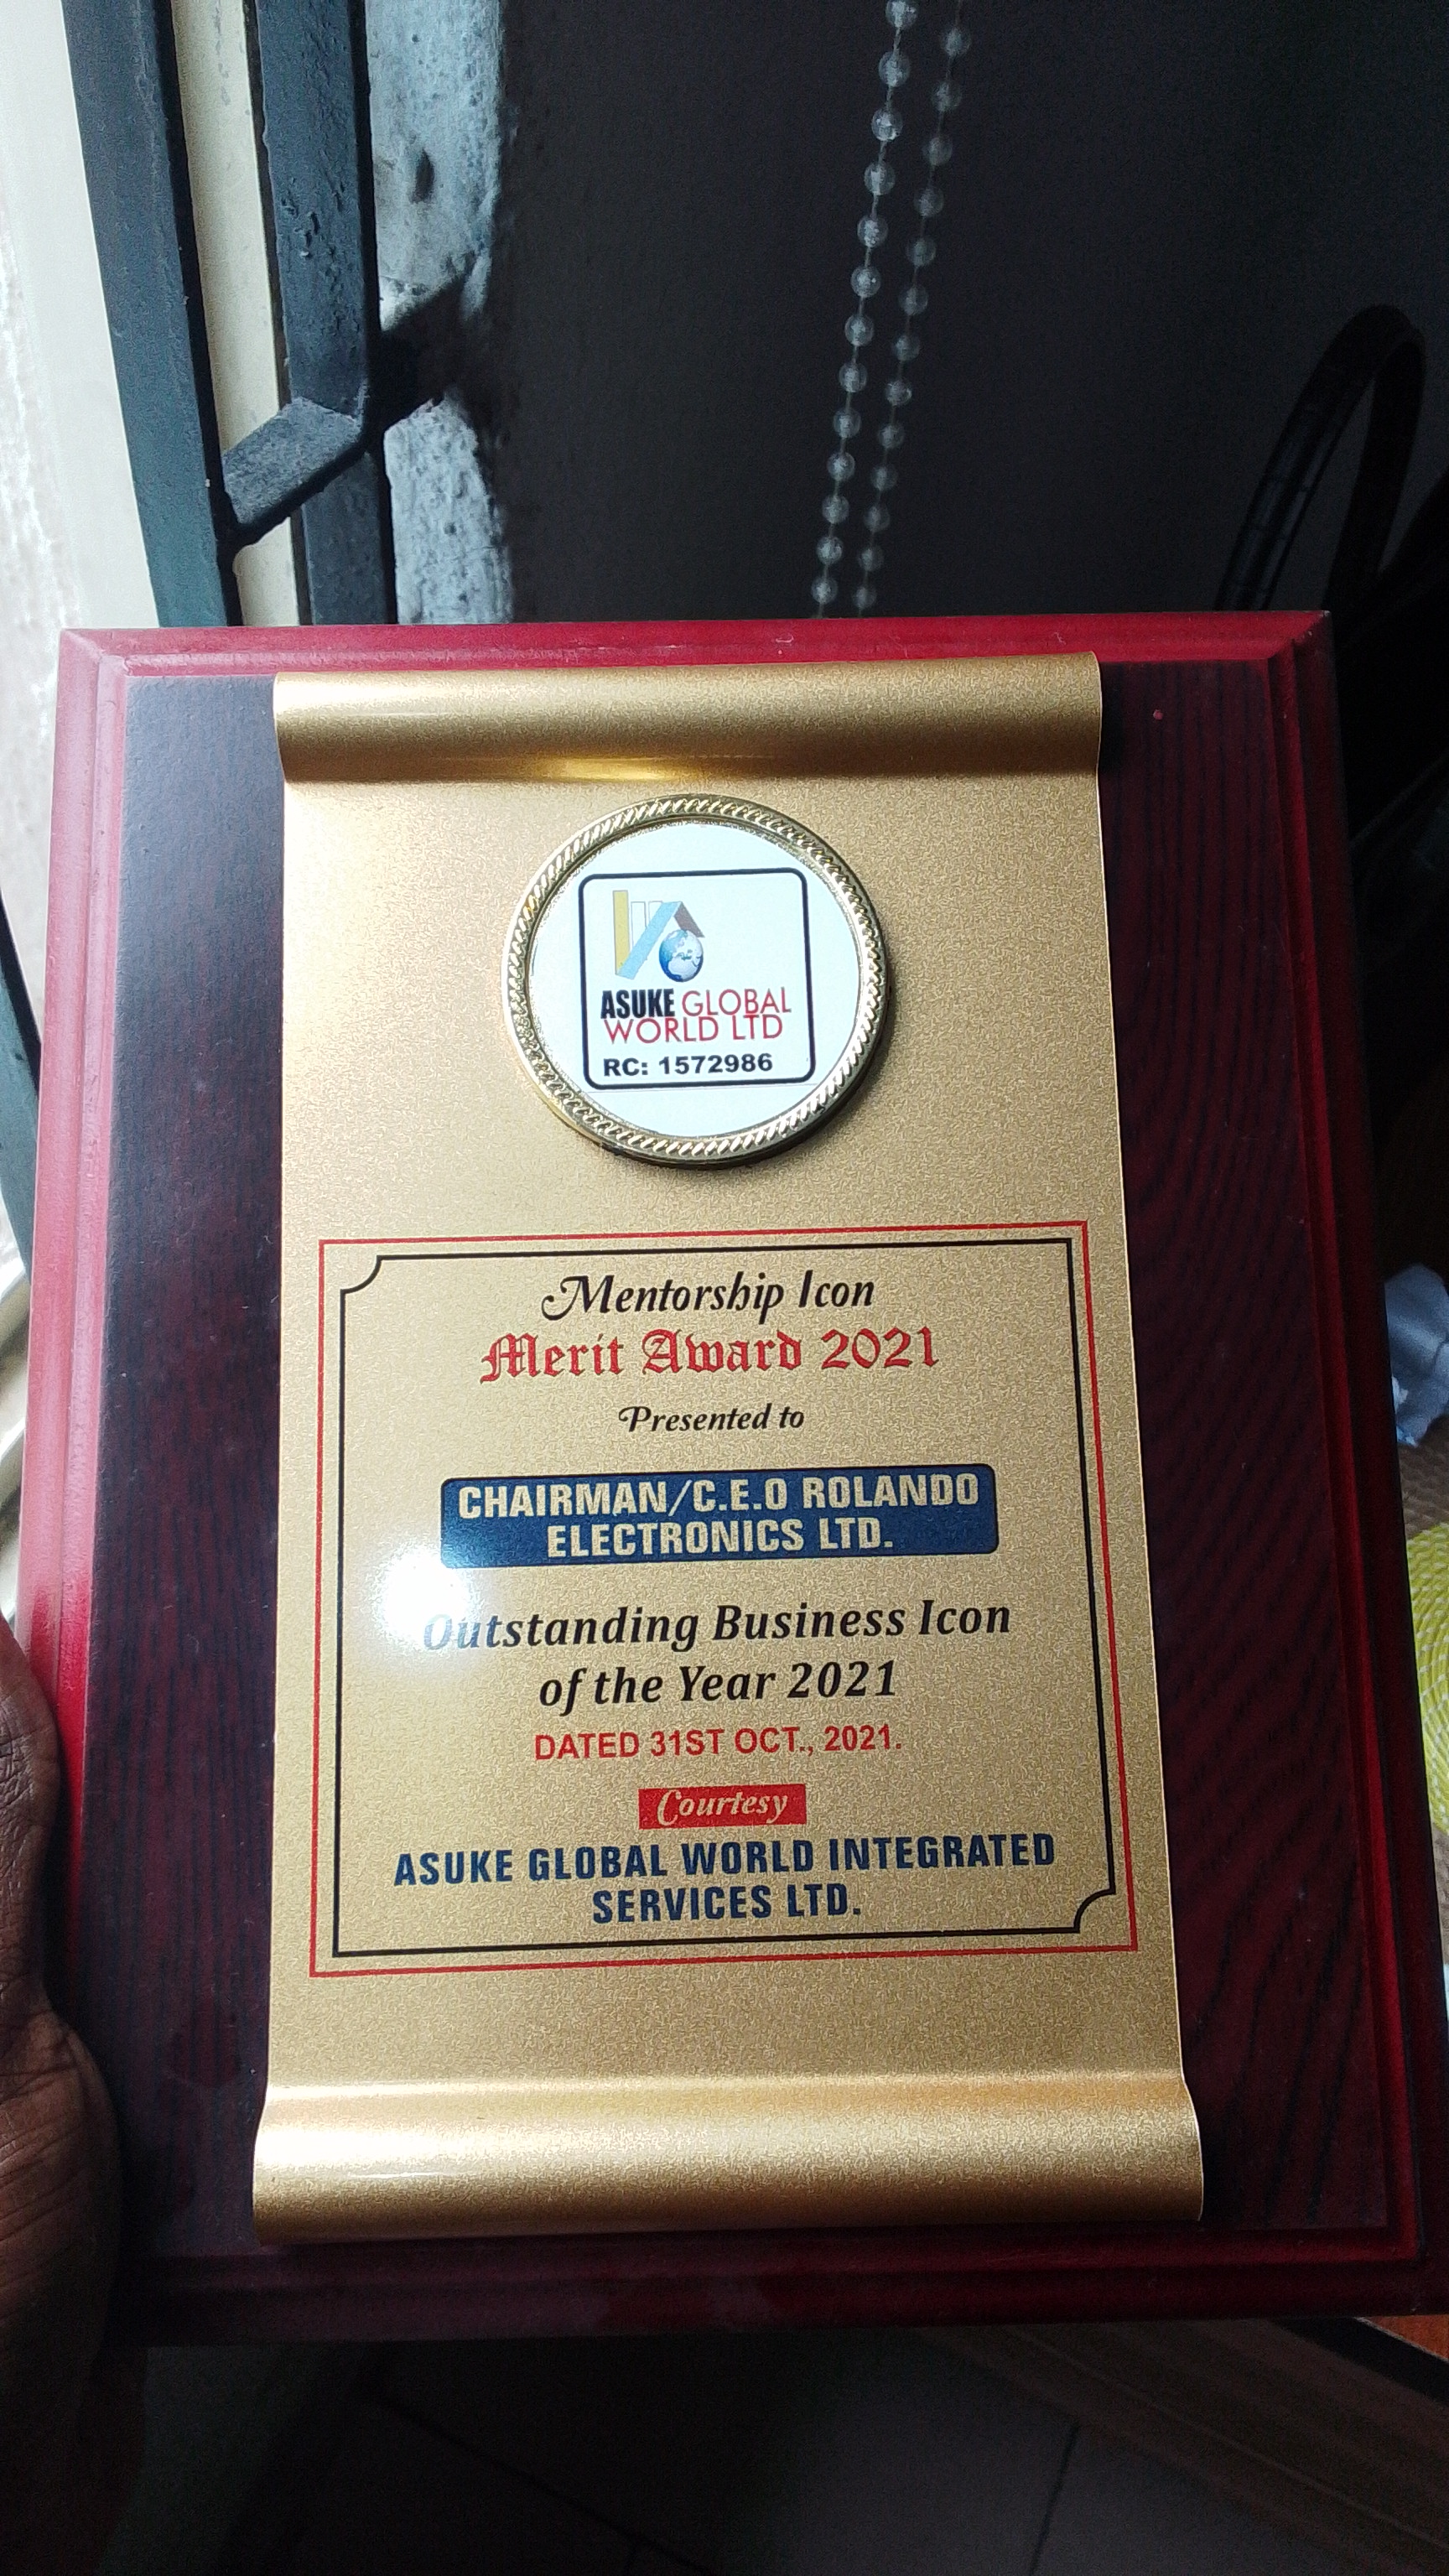 ASUKE GLOBAL
WORLD LTD
RC: 1572986
Mentorship Icon
Merit Award 2021
Presented to
CHAIRMAN/C.E.O ROLANDO
ELECTRONICS LTD.
Outstanding Business Icon
of the Year 2021
DATED 31ST OCT., 2021.
Courtesy
ASUKE GLOBAL WORLD INTEGRATED
SERVICES LTD.